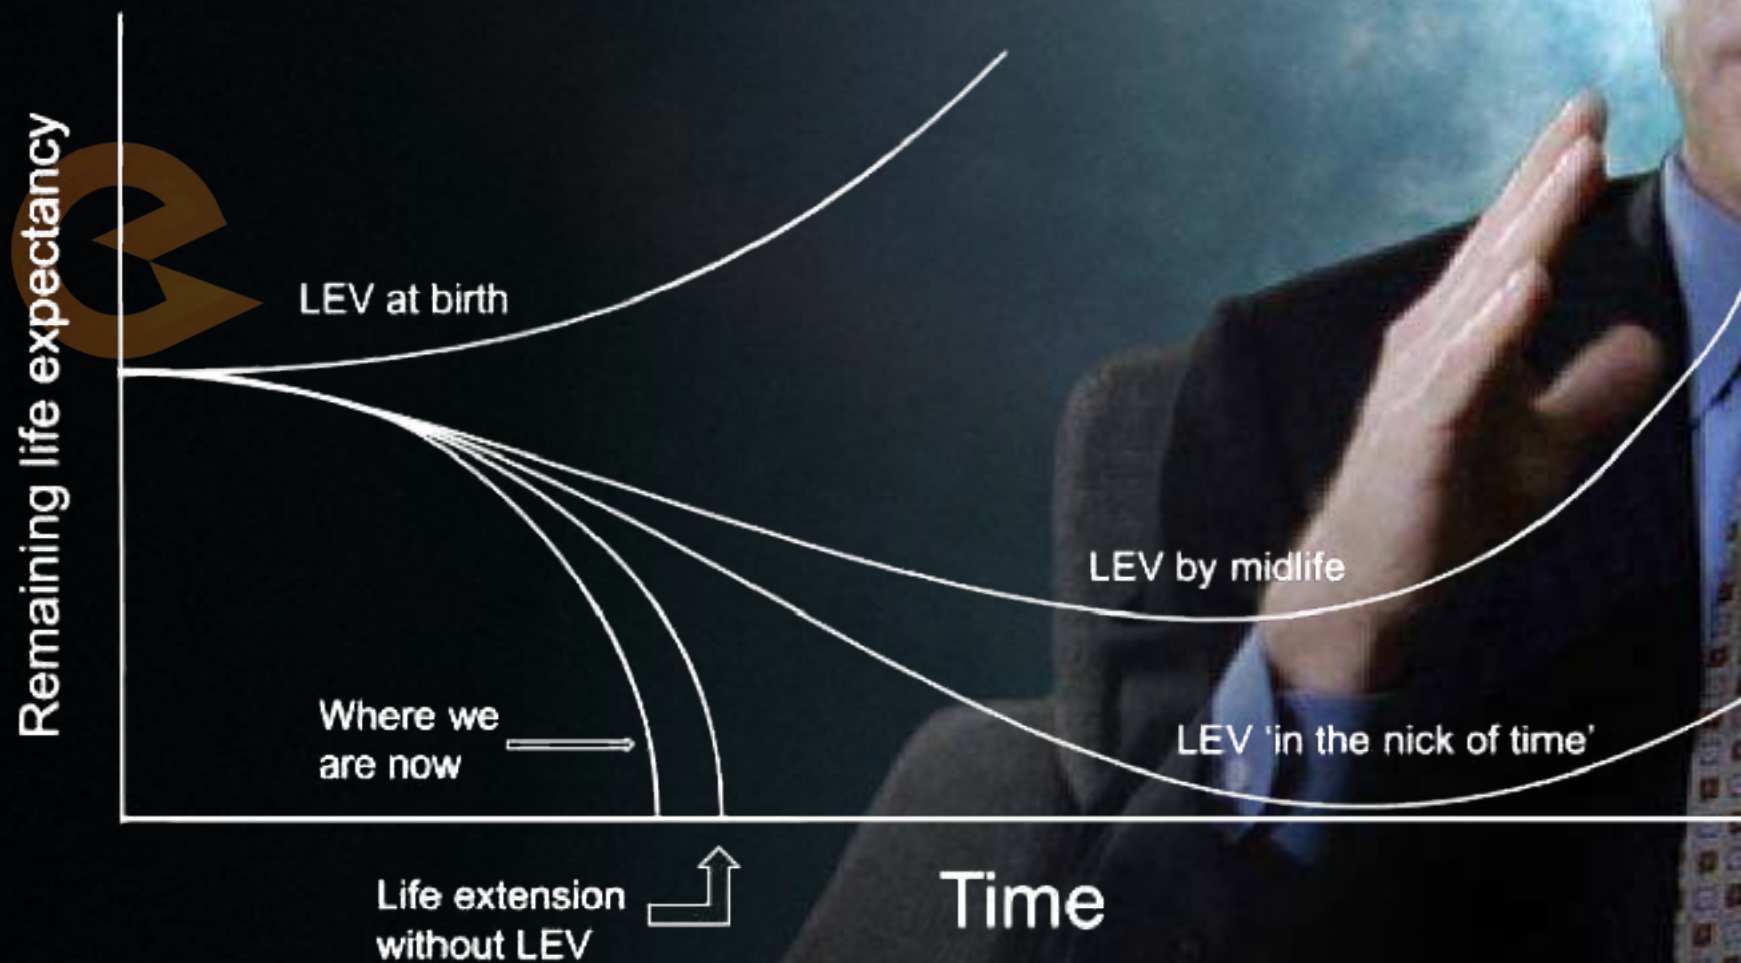 Remaining life expectancy
LEV at birth
LEV by midlife
Where we
are now
LEV ‘in the nick of time’
Life extension
without LEV
Time